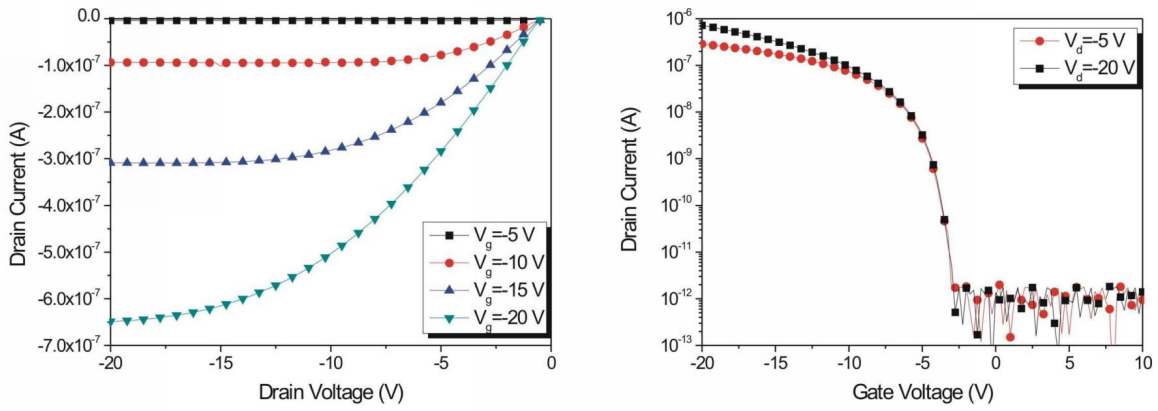 0.0
-1.0x10-7
-2.0x10-7
-3.0x10-7
-4.0x10-7
-5.0x10-7
-6.0x10-7
-7.0x10-7
Drain Current (A)
-20 -15 -10 -5 0
Drain Voltage (V)
Vg=-5 V
Vg=-10 V
Vg=-15 V
Vg=-20 V
10-6
10-7
10-8
10-9
10-10
10-11
10-12
10-13
Drain Current (A)
-20 -15 -10 -5 0 5 10
Gate Voltage (V)
Vd=-5 V
Vd=-20 V